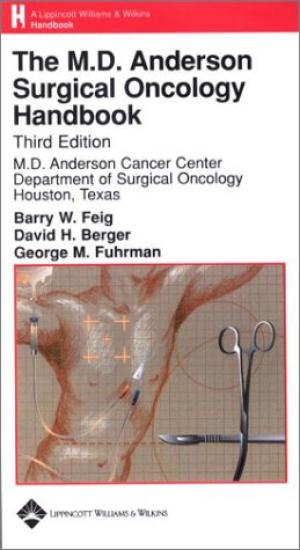 H
A Lippincott Williams & Wilkins
Handbook
The M.D. Anderson
Surgical Oncology
Handbook
Third Edition
M.D. Anderson Cancer Center
Department of Surgical Oncology
Houston, Texas
Barry W. Feig
David H. Berger
George M. Fuhrman
LIPPINCOTT WILLIAMS & WILKINS